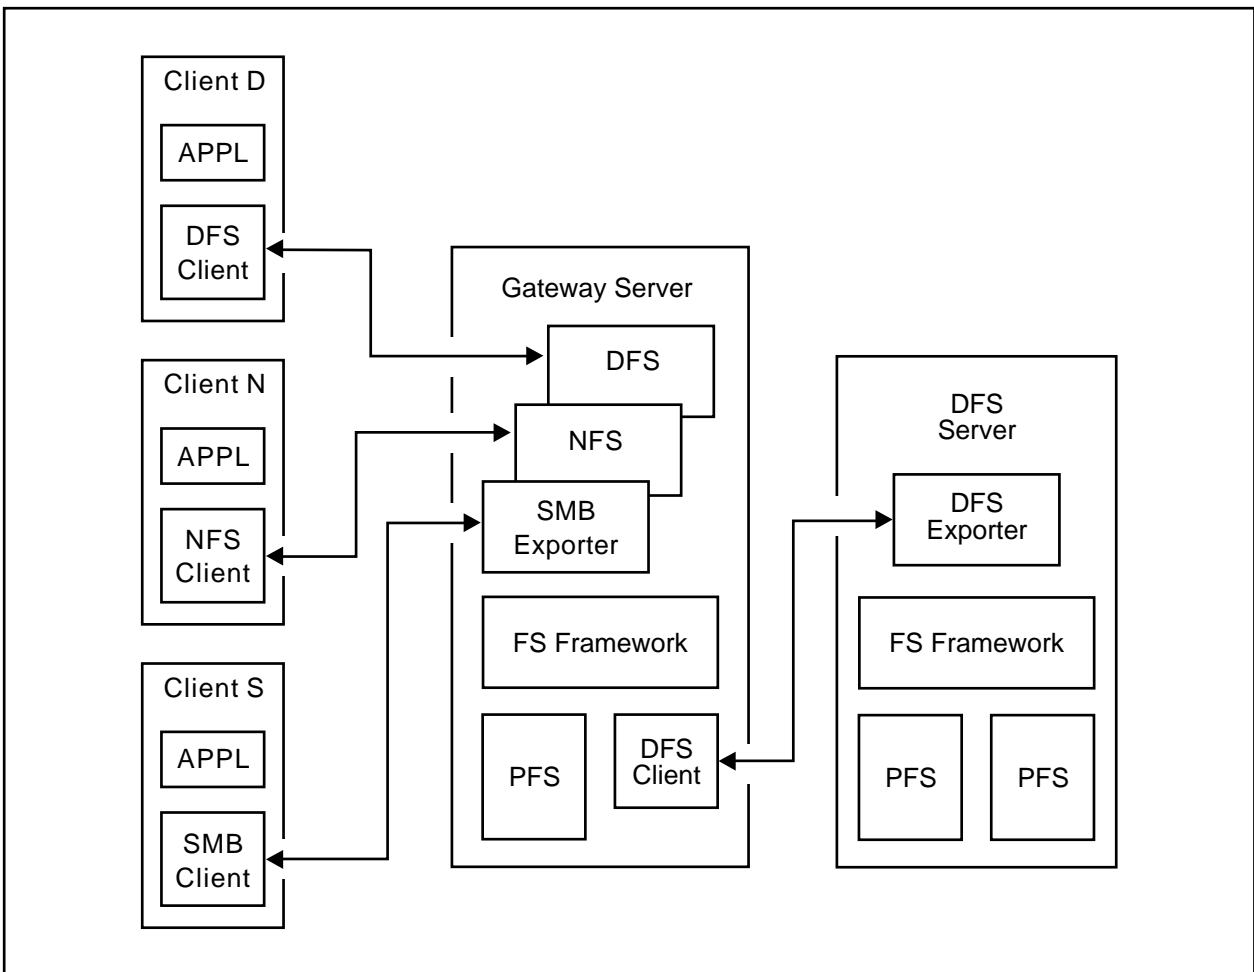 Client D
APPL
DFS
Client
Client N
APPL
NFS
Client
Client S
APPL
SMB
Client
Gateway Server
DFS
NFS
SMB
Exporter
FS Framework
PFS
DFS
Client
DFS
Server
DFS
Exporter
FS Framework
PFS
PFS